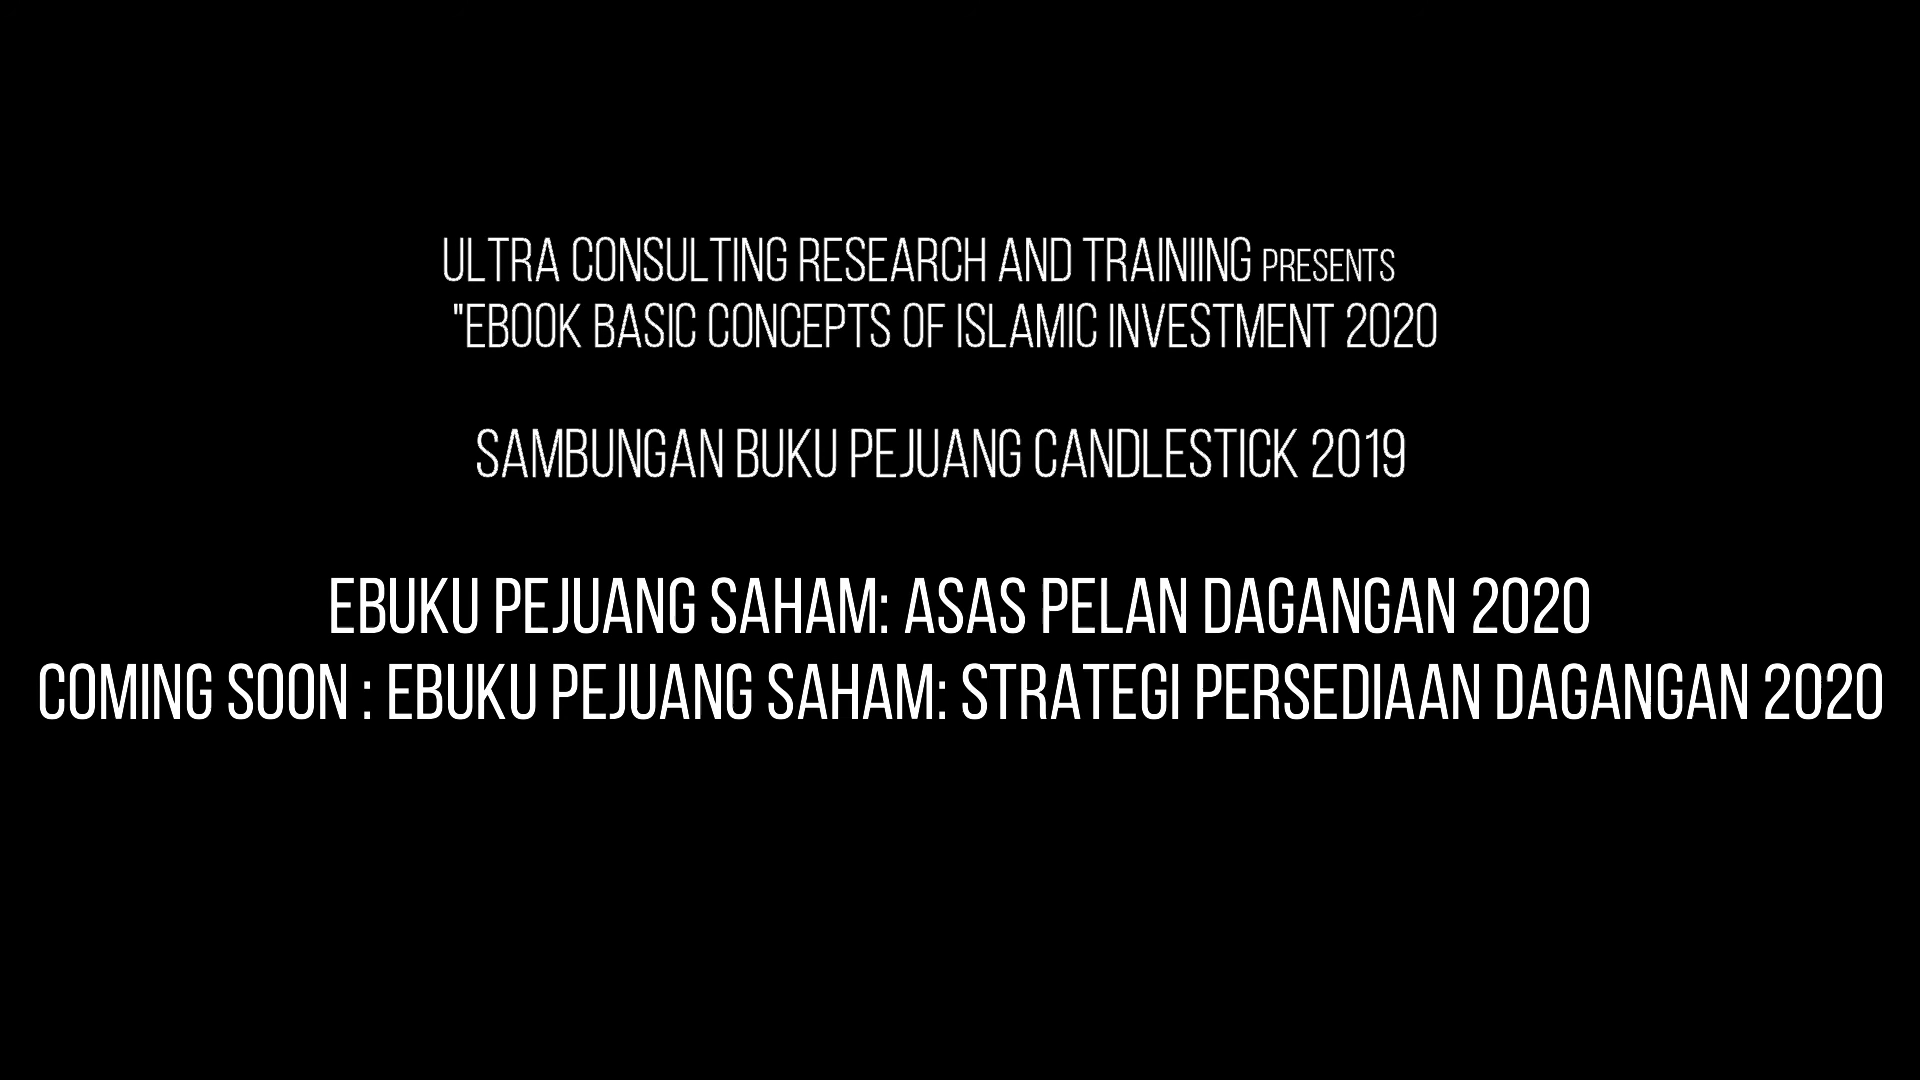 ULTRA CONSULTING RESEARCH AND TRAINIING PRESENTS
"EBOOK BASIC CONCEPTS OF ISLAMIC INVESTMENT 2020
SAMBUNGAN BUKU PEJUANG CANDLESTICK 2019
EBUKU PEJUANG SAHAM: ASAS PELAN DAGANGAN 2020
COMING SOON : EBUKU PEJUANG SAHAM: STRATEGI PERSEDIAAN DAGANGAN 2020